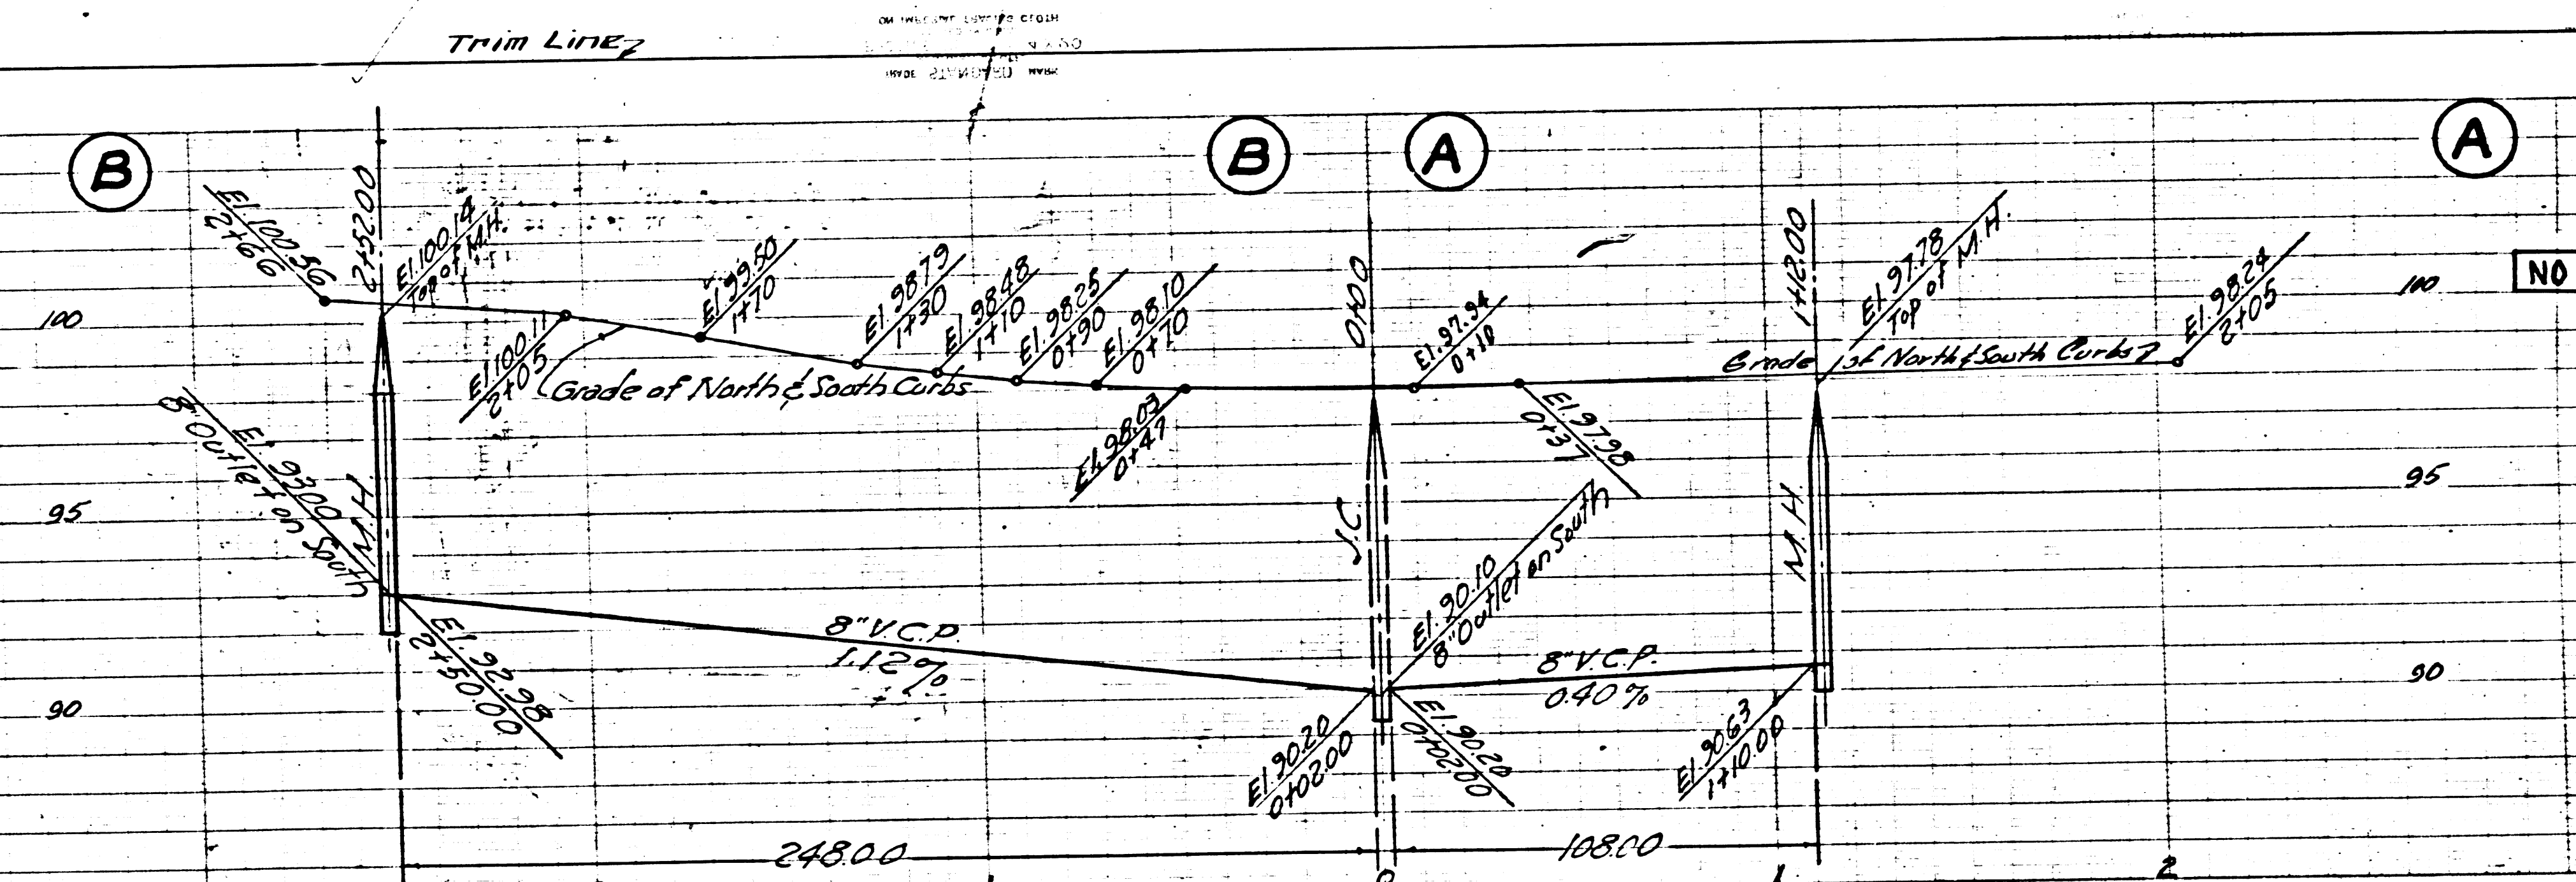 Trim Line
B
B
A
A
El. 100.56
2+66
2+52.00
El. 100.14
Top of M.H.
El. 100.11
2+05
El. 99.50
1+70
El. 98.79
1+30
El. 98.48
1+10
El. 98.25
0+90
El. 98.10
0+70
El. 98.03
0+47
0+00
El. 97.94
0+10
El. 97.98
0+37
1+12.00
El. 97.78
Top of M.H.
El. 98.24
2+05
NO
100
100
Grade of North & South Curbs
Grade of North & South Curbs
95
95
El. 93.00
8" Outlet on South
M.H.
J.C.
M.H.
El. 90.10
8" Outlet on South
8" V.C.P.
1.12%
8" V.C.P.
0.40%
90
90
El. 92.98
2+50.00
El. 90.20
0+02.00
El. 90.20
0+02.00
El. 90.63
1+10.00
248.00
108.00
1
0
1
2